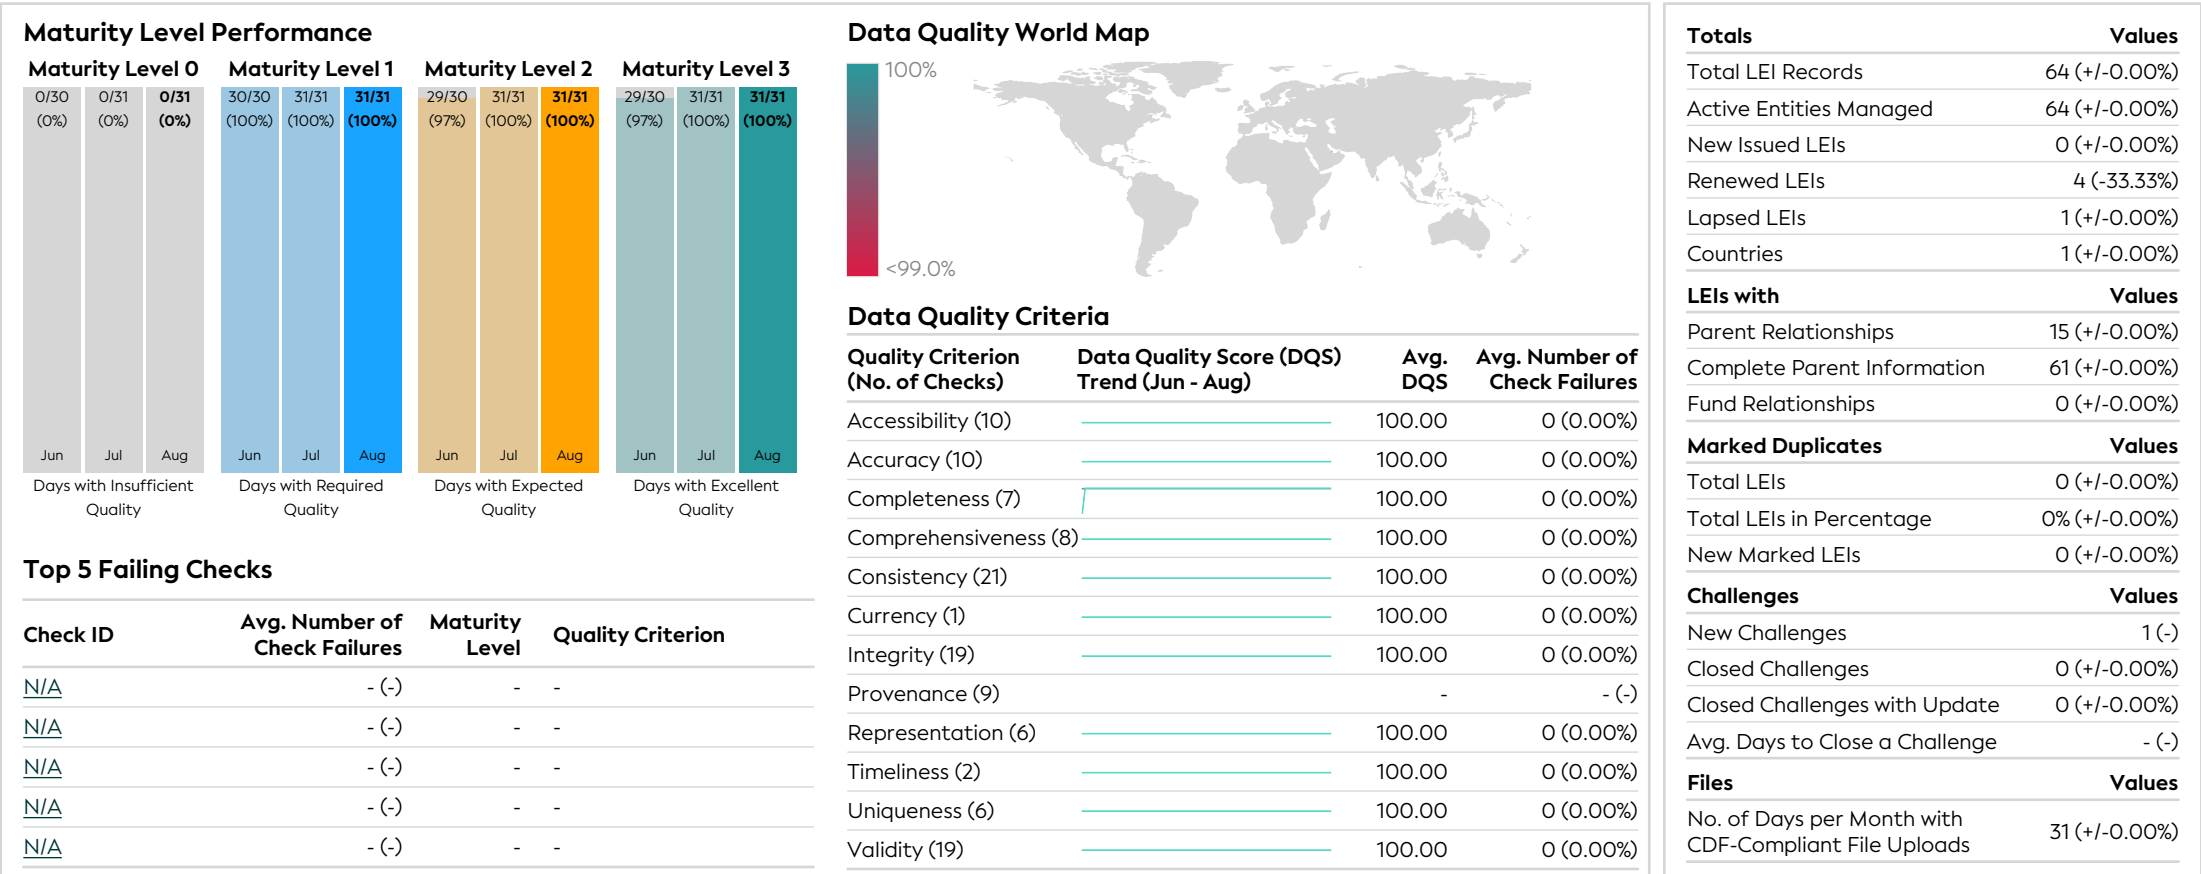 Maturity Level Performance
Maturity Level 0
Maturity Level 1
Maturity Level 2
Maturity Level 3
0/30 0/31 0/31
(0%) (0%) (0%)
30/30 31/31 31/31
(100%) (100%) (100%)
29/30 31/31 31/31
(97%) (100%) (100%)
29/30 31/31 31/31
(97%) (100%) (100%)
Jun Jul Aug
Jun Jul Aug
Jun Jul Aug
Jun Jul Aug
Days with Insufficient
Quality
Days with Required
Quality
Days with Expected
Quality
Days with Excellent
Quality
Top 5 Failing Checks
Check ID
Avg. Number of
Check Failures
Maturity
Level
Quality Criterion
N/A - (-) - -
N/A - (-) - -
N/A - (-) - -
N/A - (-) - -
N/A - (-) - -
Data Quality World Map
100%
<99.0%
Data Quality Criteria
Quality Criterion
(No. of Checks)
Data Quality Score (DQS)
Trend (Jun - Aug)
Avg.
DQS
Avg. Number of
Check Failures
Accessibility (10) 100.00 0 (0.00%)
Accuracy (10) 100.00 0 (0.00%)
Completeness (7) 100.00 0 (0.00%)
Comprehensiveness (8) 100.00 0 (0.00%)
Consistency (21) 100.00 0 (0.00%)
Currency (1) 100.00 0 (0.00%)
Integrity (19) 100.00 0 (0.00%)
Provenance (9) - - (-)
Representation (6) 100.00 0 (0.00%)
Timeliness (2) 100.00 0 (0.00%)
Uniqueness (6) 100.00 0 (0.00%)
Validity (19) 100.00 0 (0.00%)
Totals Values
Total LEI Records 64 (+/-0.00%)
Active Entities Managed 64 (+/-0.00%)
New Issued LEIs 0 (+/-0.00%)
Renewed LEIs 4 (-33.33%)
Lapsed LEIs 1 (+/-0.00%)
Countries 1 (+/-0.00%)
LEIs with Values
Parent Relationships 15 (+/-0.00%)
Complete Parent Information 61 (+/-0.00%)
Fund Relationships 0 (+/-0.00%)
Marked Duplicates Values
Total LEIs 0 (+/-0.00%)
Total LEIs in Percentage 0% (+/-0.00%)
New Marked LEIs 0 (+/-0.00%)
Challenges Values
New Challenges 1 (-)
Closed Challenges 0 (+/-0.00%)
Closed Challenges with Update 0 (+/-0.00%)
Avg. Days to Close a Challenge - (-)
Files Values
No. of Days per Month with
CDF-Compliant File Uploads 31 (+/-0.00%)